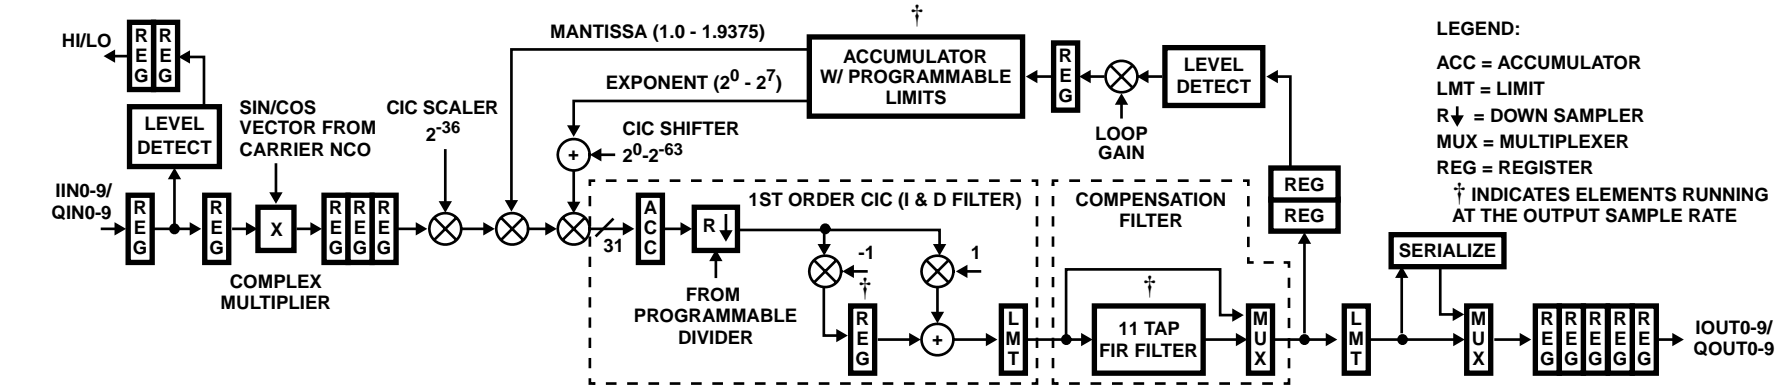 HI/LO
REG
REG
LEVEL
DETECT
IIN0-9/
QIN0-9
REG
REG
SIN/COS
VECTOR FROM
CARRIER NCO
X
COMPLEX
MULTIPLIER
REG
REG
REG
CIC SCALER
2-36
MANTISSA (1.0 - 1.9375)
EXPONENT (20 - 27)
+
CIC SHIFTER
20-2-63
†
ACCUMULATOR
W/ PROGRAMMABLE
LIMITS
REG
LOOP
GAIN
LEVEL
DETECT
31
1ST ORDER CIC (I & D FILTER)
ACC
R
FROM
PROGRAMMABLE
DIVIDER
-1
†
REG
1
+
LMT
COMPENSATION
FILTER
†
11 TAP
FIR FILTER
MUX
REG
REG
LMT
SERIALIZE
MUX
REG
REG
REG
REG
REG
IOUT0-9/
QOUT0-9
LEGEND:
ACC = ACCUMULATOR
LMT = LIMIT
R = DOWN SAMPLER
MUX = MULTIPLEXER
REG = REGISTER
† INDICATES ELEMENTS RUNNING
AT THE OUTPUT SAMPLE RATE